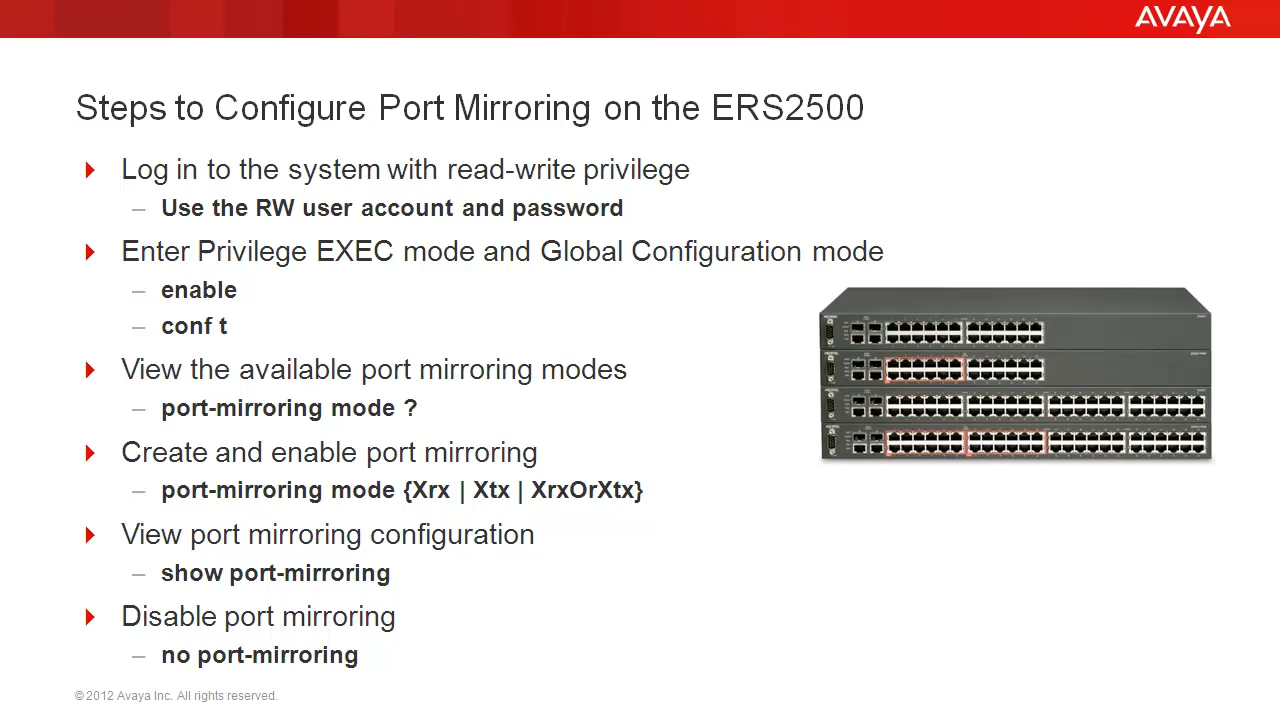 AVAYA
Steps to Configure Port Mirroring on the ERS2500
Log in to the system with read-write privilege
– Use the RW user account and password
Enter Privilege EXEC mode and Global Configuration mode
– enable
– conf t
View the available port mirroring modes
– port-mirroring mode ?
Create and enable port mirroring
– port-mirroring mode {Xrx | Xtx | XrxOrXtx}
View port mirroring configuration
– show port-mirroring
Disable port mirroring
– no port-mirroring
© 2012 Avaya Inc. All rights reserved.